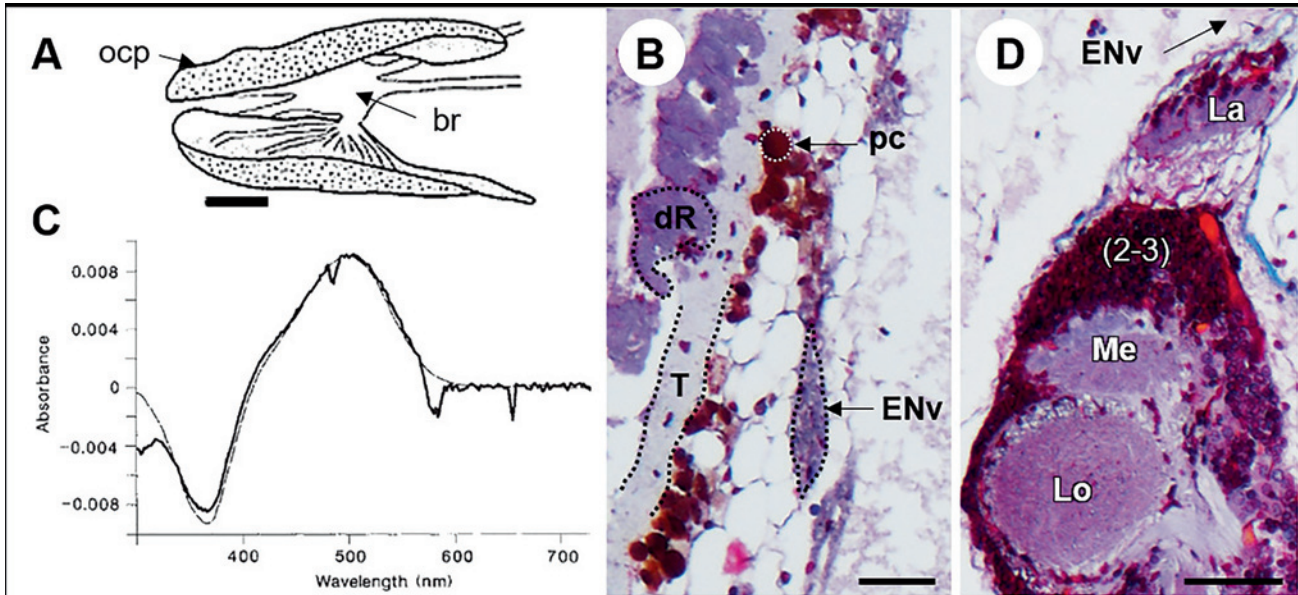 A
ocp
br
C
0.008
0.004
0
-0.004
-0.008
Absorbance
400
500
600
700
Wavelength (nm)
B
pc
dR
T
ENv
D
ENv
La
(2-3)
Me
Lo